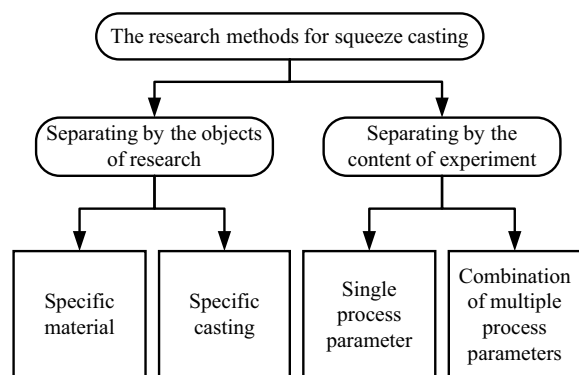 The research methods for squeeze casting
Separating by the objects
of research
Separating by the
content of experiment
Specific
material
Specific
casting
Single
process
parameter
Combination
of multiple
process
parameters